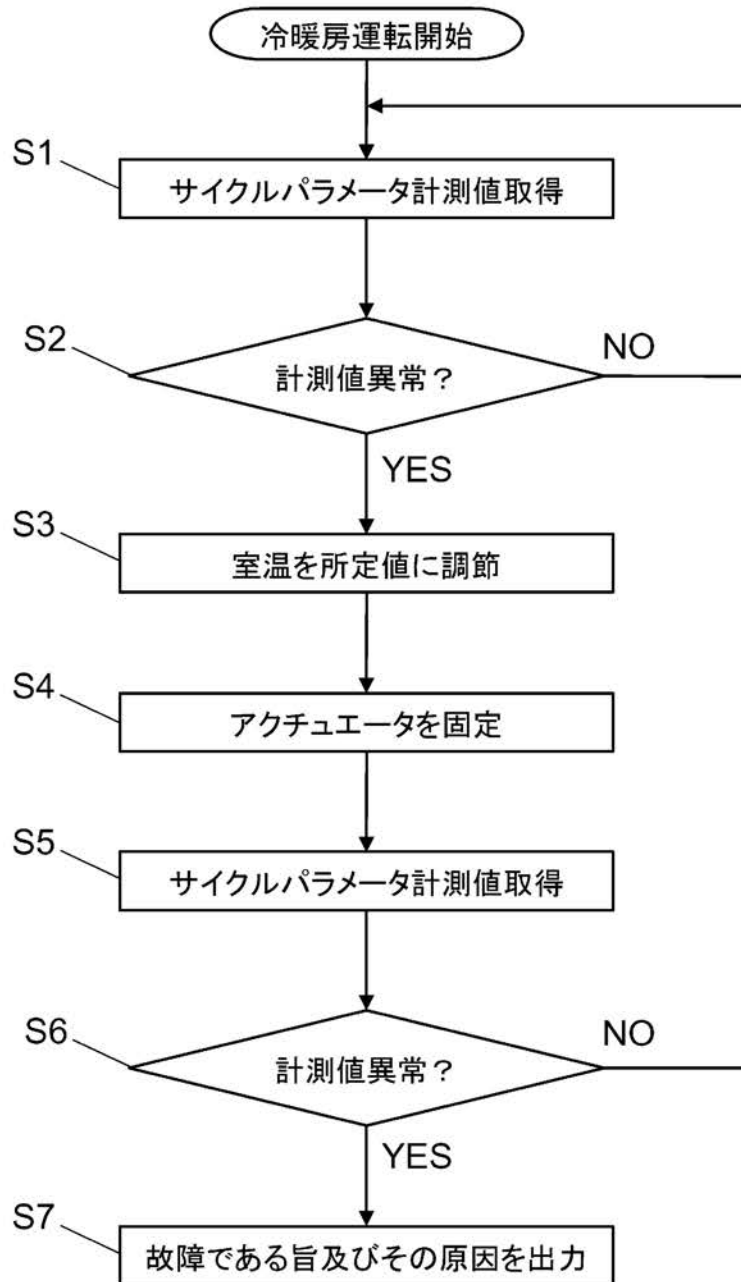 冷暖房運転開始
S1
サイクルパラメータ計測値取得
S2
計測値異常？
NO
YES
S3
室温を所定値に調節
S4
アクチュエータを固定
S5
サイクルパラメータ計測値取得
S6
計測値異常？
NO
YES
S7
故障である旨及びその原因を出力